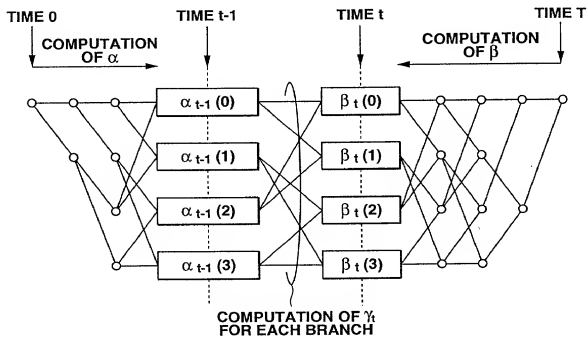 TIME 0 TIME t-1 TIME t TIME T
COMPUTATION OF α
COMPUTATION OF β
α t-1 (0) β t (0)
α t-1 (1) β t (1)
α t-1 (2) β t (2)
α t-1 (3) β t (3)
COMPUTATION OF γt
FOR EACH BRANCH